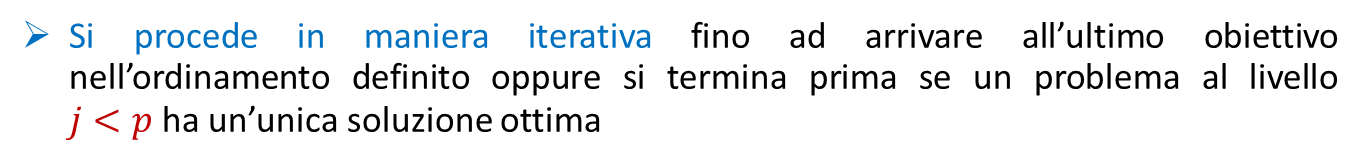 ➢ Si procede in maniera iterativa fino ad arrivare all’ultimo obiettivo
nell’ordinamento definito oppure si termina prima se un problema al livello
j < p ha un’unica soluzione ottima